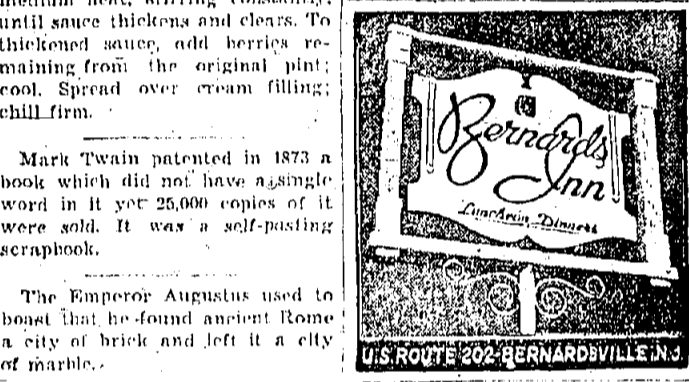 medium heat, stirring constantly,
until sauce thickens and clears. To
thickened sauce, add berries re-
maining from the original pint;
cool. Spread over cream filling;
chill firm.
Mark Twain patented in 1873 a
book which did not have a single
word in it yet 25,000 copies of it
were sold. It was a self-pasting
scrapbook.
The Emperor Augustus used to
boast that he found ancient Rome
a city of brick and left it a city
of marble.
Bernards
Inn
Luncheon Dinners
U.S. ROUTE 202-BERNARDSVILLE, N.J.